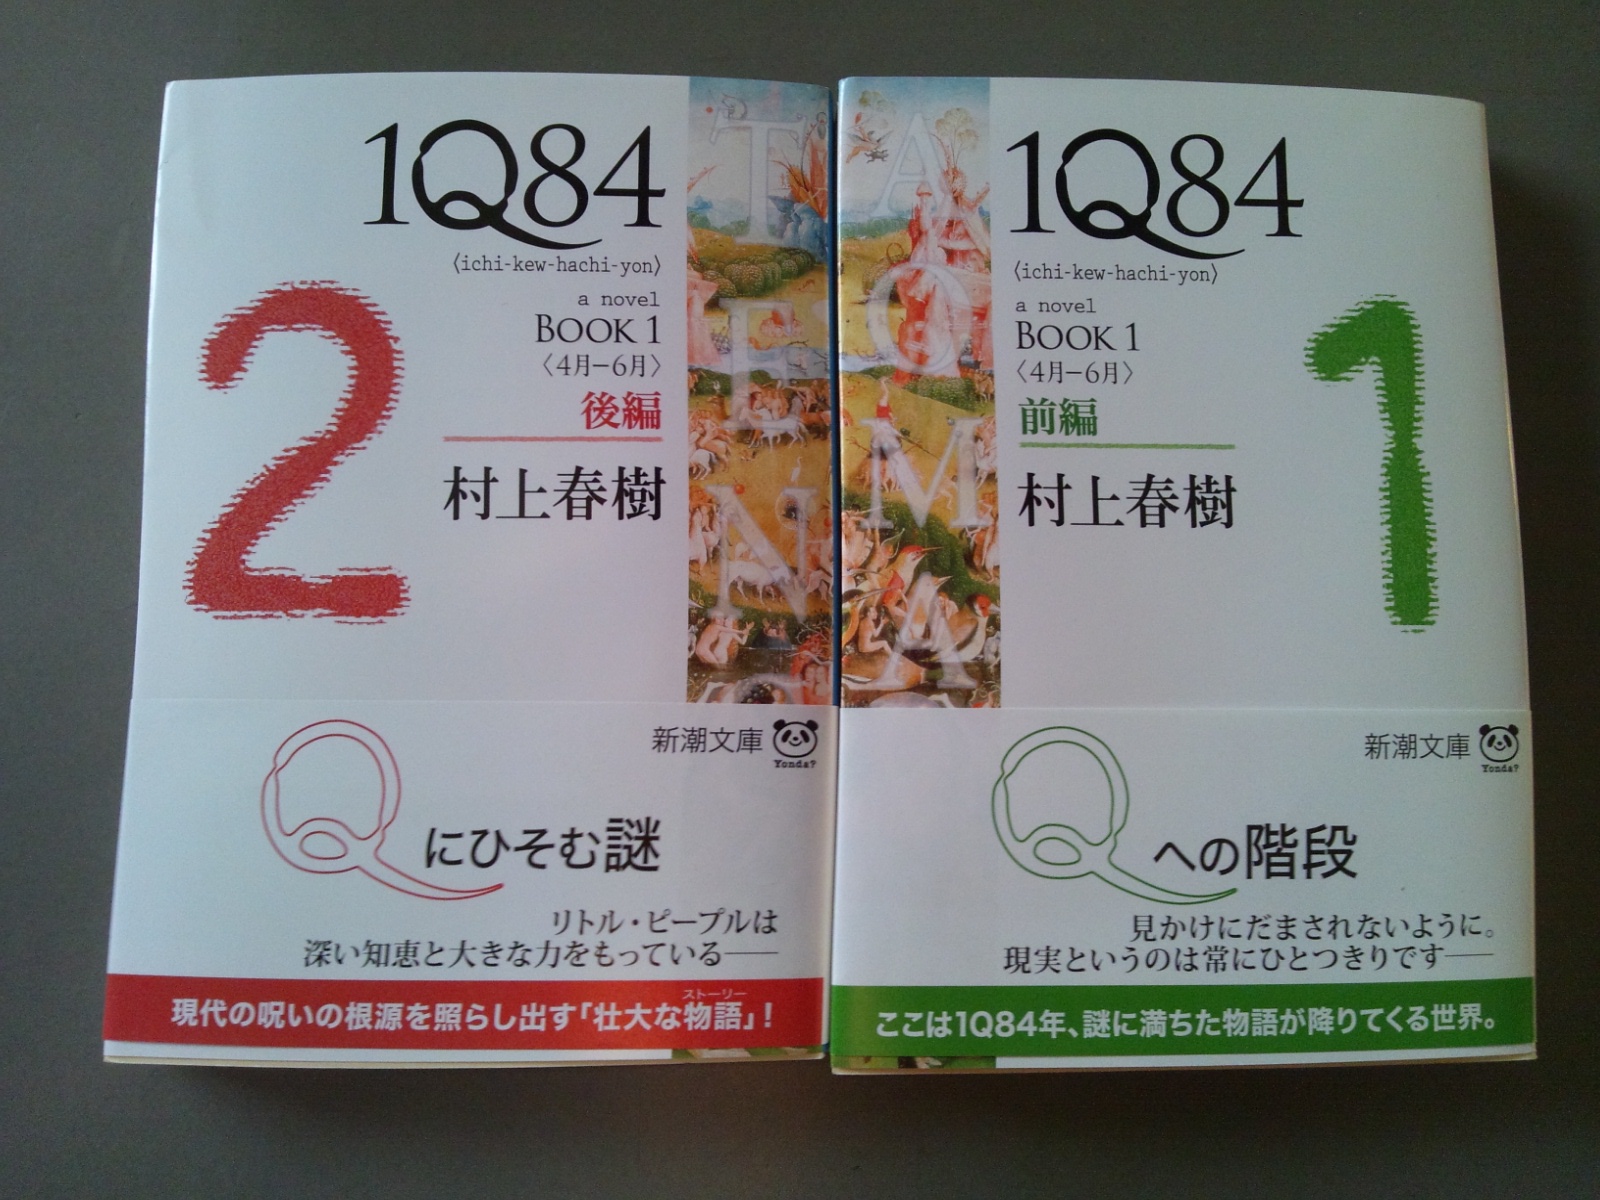 1Q84
〈ichi-kew-hachi-yon〉
a novel
BOOK 1
〈4月−6月〉
後編
村上春樹
2
TEN
新潮文庫
Yonda?
Qにひそむ謎
リトル・ピープルは
深い知恵と大きな力をもっている――
ストーリー
現代の呪いの根源を照らし出す「壮大な物語」!
AOMA
1Q84
〈ichi-kew-hachi-yon〉
a novel
BOOK 1
〈4月−6月〉
前編
村上春樹
1
新潮文庫
Yonda?
Qへの階段
見かけにだまされないように。
現実というのは常にひとつきりです――
ここは1Q84年、謎に満ちた物語が降りてくる世界。